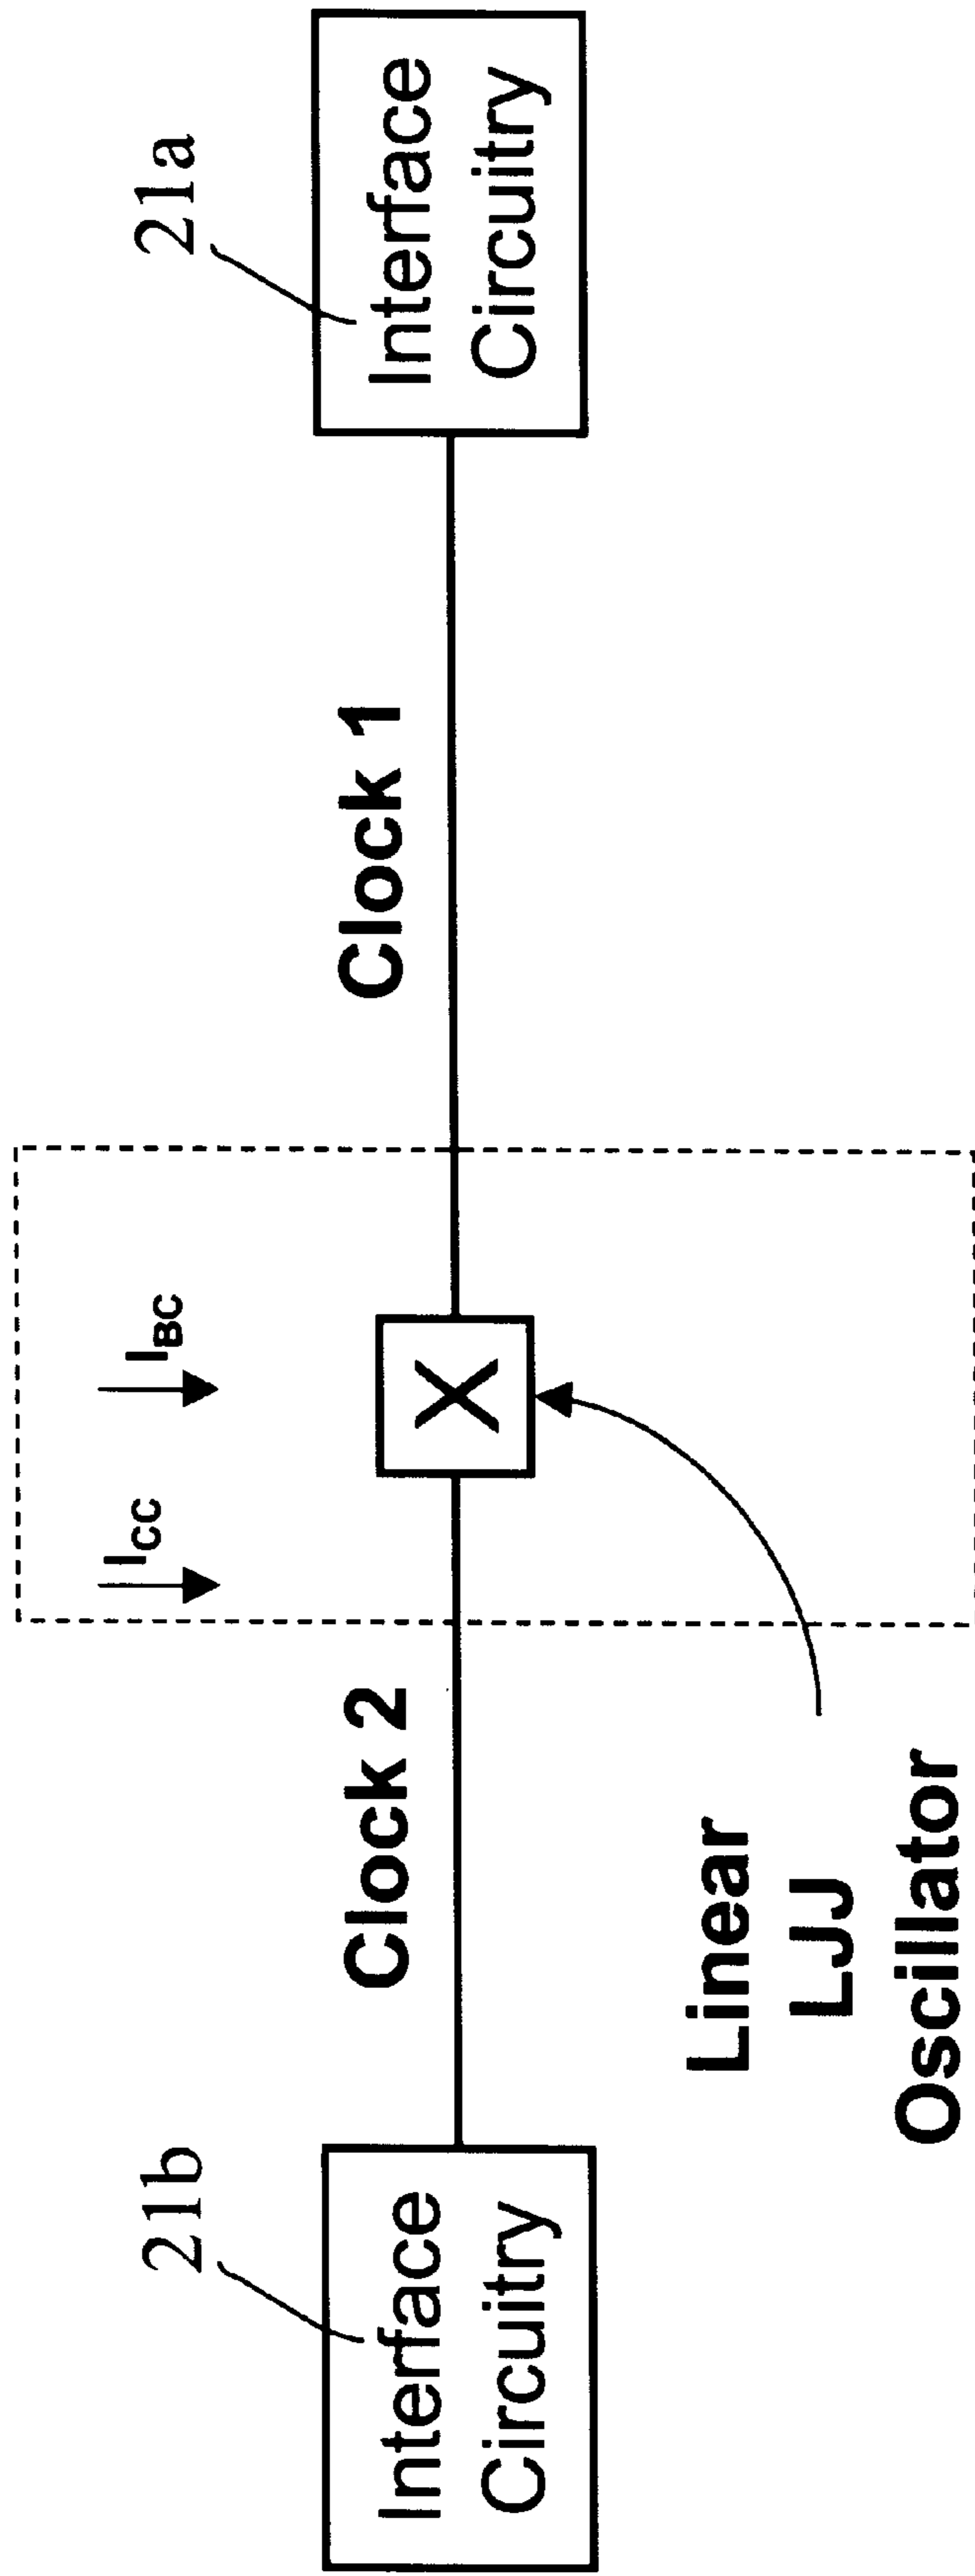 21b
21a
I_CC
I_BC
Interface
Circuitry
Clock 2
X
Clock 1
Interface
Circuitry
Linear
LJJ
Oscillator